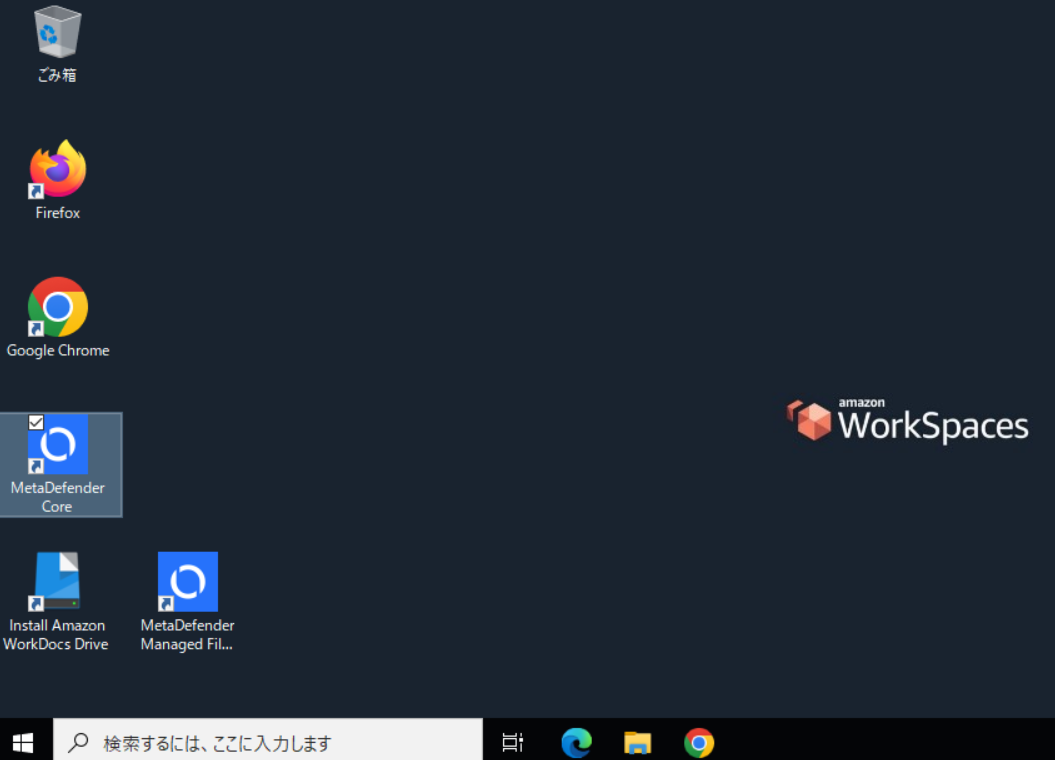 ごみ箱
Firefox
Google Chrome
amazon
WorkSpaces
MetaDefender
Core
Install Amazon
WorkDocs Drive
MetaDefender
Managed Fil...
検索するには、ここに入力します